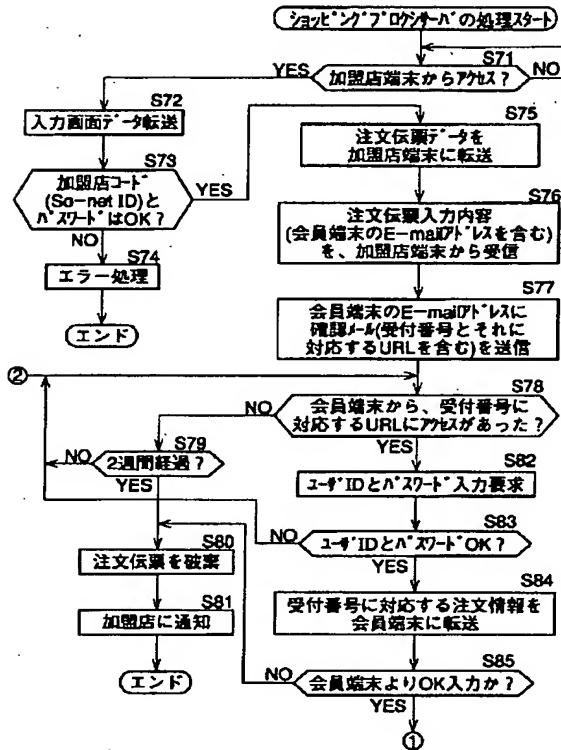 ショッピングプロクシサーバの処理スタート
S71
加盟店端末からアクセス?
YES
NO
S72
入力画面データ転送
S73
加盟店コード
(So-net ID)と
パスワードはOK?
YES
NO
S74
エラー処理
エンド
S75
注文伝票データを
加盟店端末に転送
S76
注文伝票入力内容
(会員端末のE-mailアドレスを含む)
を、加盟店端末から受信
S77
会員端末のE-mailアドレスに
確認メール(受付番号とそれに
対応するURLを含む)を送信
②
S78
会員端末から、受付番号に
対応するURLにアクセスがあった?
NO
YES
S79
2週間経過?
NO
YES
S80
注文伝票を破棄
S81
加盟店に通知
エンド
S82
ユーザIDとパスワード入力要求
S83
ユーザIDとパスワードOK?
NO
YES
S84
受付番号に対応する注文情報を
会員端末に転送
S85
会員端末よりOK入力か?
NO
YES
①